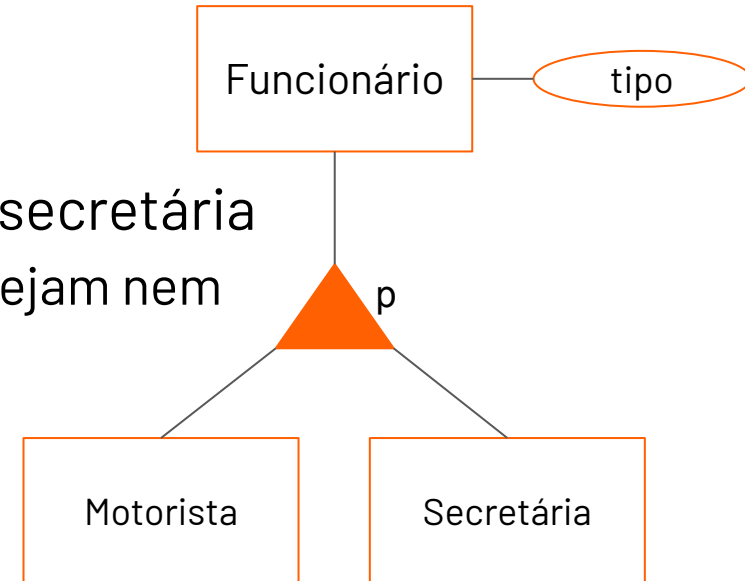 Funcionário
tipo
secretária
ejam nem
p
Motorista
Secretária